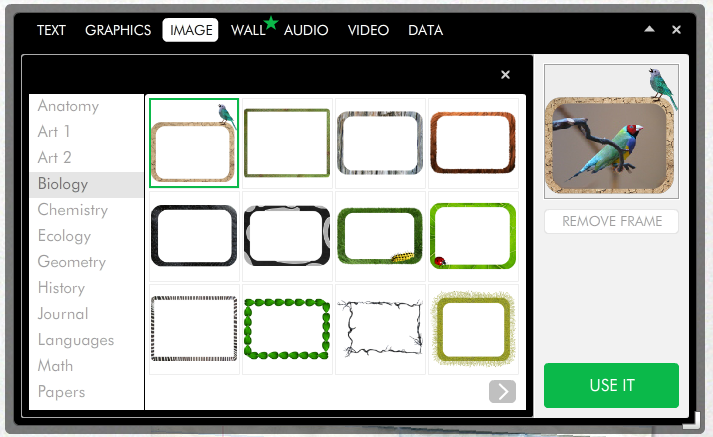 TEXT GRAPHICS IMAGE WALL AUDIO VIDEO DATA
Anatomy
Art 1
Art 2
Biology
Chemistry
Ecology
Geometry
History
Journal
Languages
Math
Papers
REMOVE FRAME
USE IT